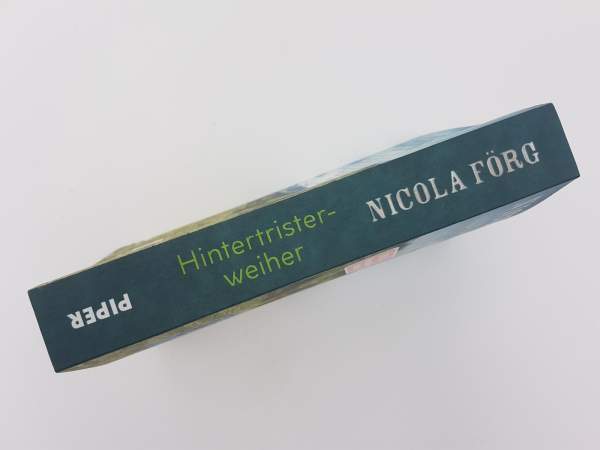 PIPER
Hintertrister-
weiher
NICOLA FÖRG